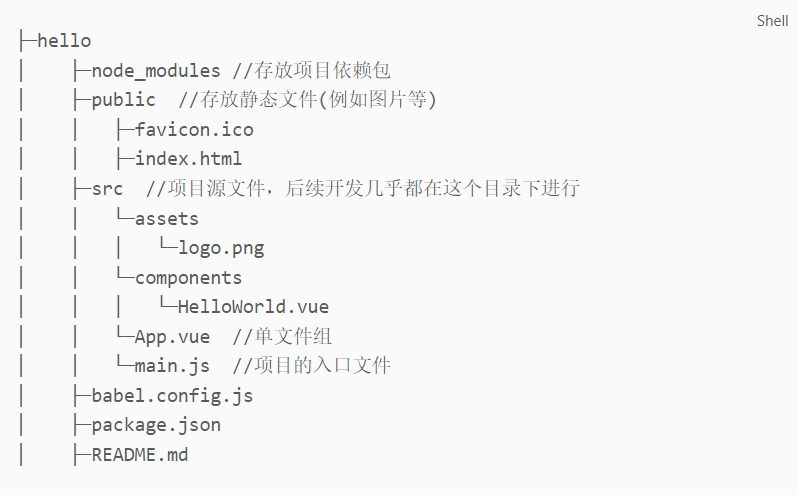 Shell
├─hello
│   ├─node_modules //存放项目依赖包
│   ├─public  //存放静态文件(例如图片等)
│   │   ├─favicon.ico
│   │   ├─index.html
│   ├─src  //项目源文件，后续开发几乎都在这个目录下进行
│   │   └─assets
│   │   │   └─logo.png
│   │   └─components
│   │   │   └─HelloWorld.vue
│   │   └─App.vue  //单文件组
│   │   └─main.js  //项目的入口文件
│   ├─babel.config.js
│   ├─package.json
│   ├─README.md